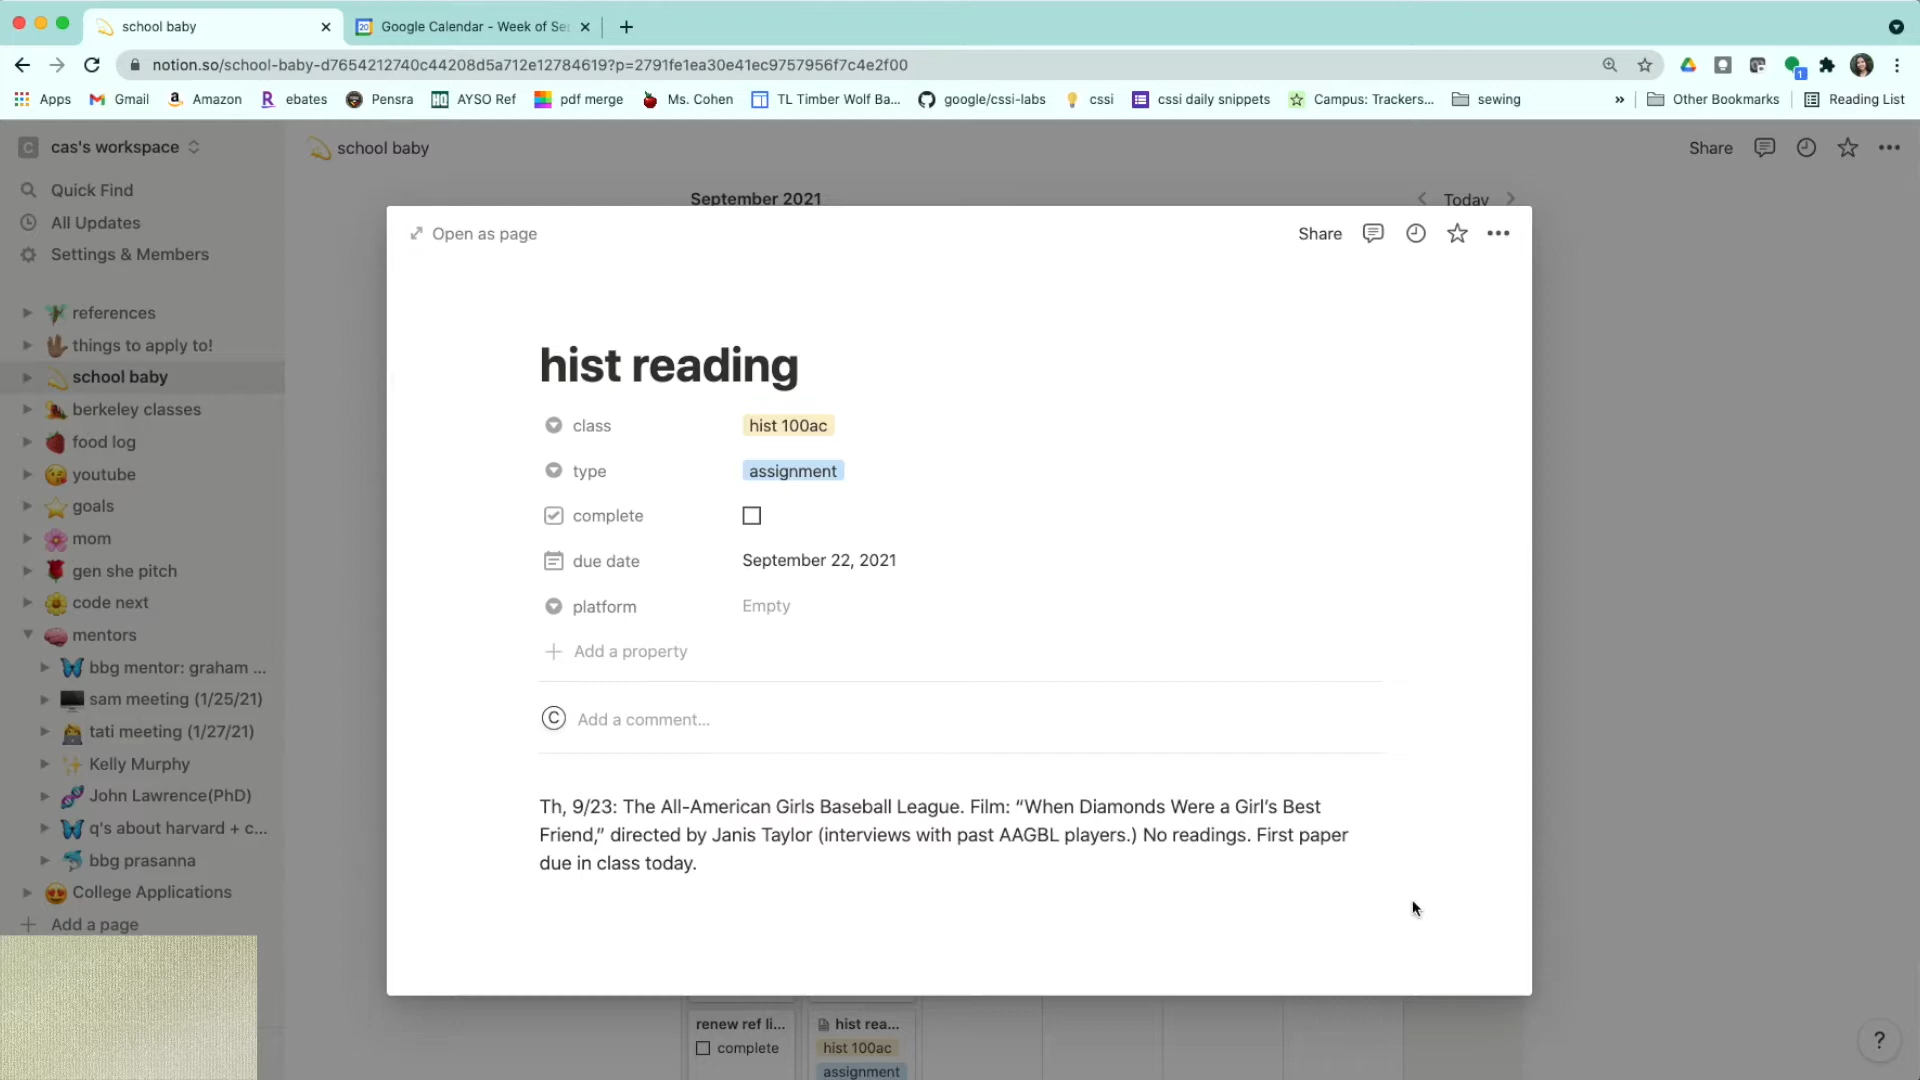 school baby
Google Calendar - Week of Se
notion.so/school-baby-d7654212740c44208d5a712e12784619?p=2791fe1ea30e41ec9757956f7c4e2f00
Apps Gmail Amazon ebates Pensra AYSO Ref pdf merge Ms. Cohen TL Timber Wolf Ba... google/cssi-labs cssi cssi daily snippets Campus: Trackers... sewing » Other Bookmarks Reading List
cas's workspace
school baby
Share
Quick Find
All Updates
Settings & Members
references
things to apply to!
school baby
berkeley classes
food log
youtube
goals
mom
gen she pitch
code next
mentors
bbg mentor: graham ...
sam meeting (1/25/21)
tati meeting (1/27/21)
Kelly Murphy
John Lawrence(PhD)
q's about harvard + c...
bbg prasanna
College Applications
Add a page
September 2021
Today
Open as page
Share
hist reading
class hist 100ac
type assignment
complete
due date September 22, 2021
platform Empty
Add a property
C Add a comment...
Th, 9/23: The All-American Girls Baseball League. Film: “When Diamonds Were a Girl’s Best
Friend,” directed by Janis Taylor (interviews with past AAGBL players.) No readings. First paper
due in class today.
renew ref li...
complete
hist rea...
hist 100ac
assignment
?